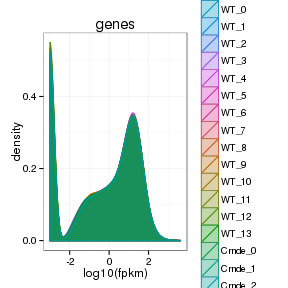 genes
density
0.4
0.2
0.0
-2
0
2
log10(fpkm)
WT_0
WT_1
WT_2
WT_3
WT_4
WT_5
WT_6
WT_7
WT_8
WT_9
WT_10
WT_11
WT_12
WT_13
Cmde_0
Cmde_1
Cmde_2